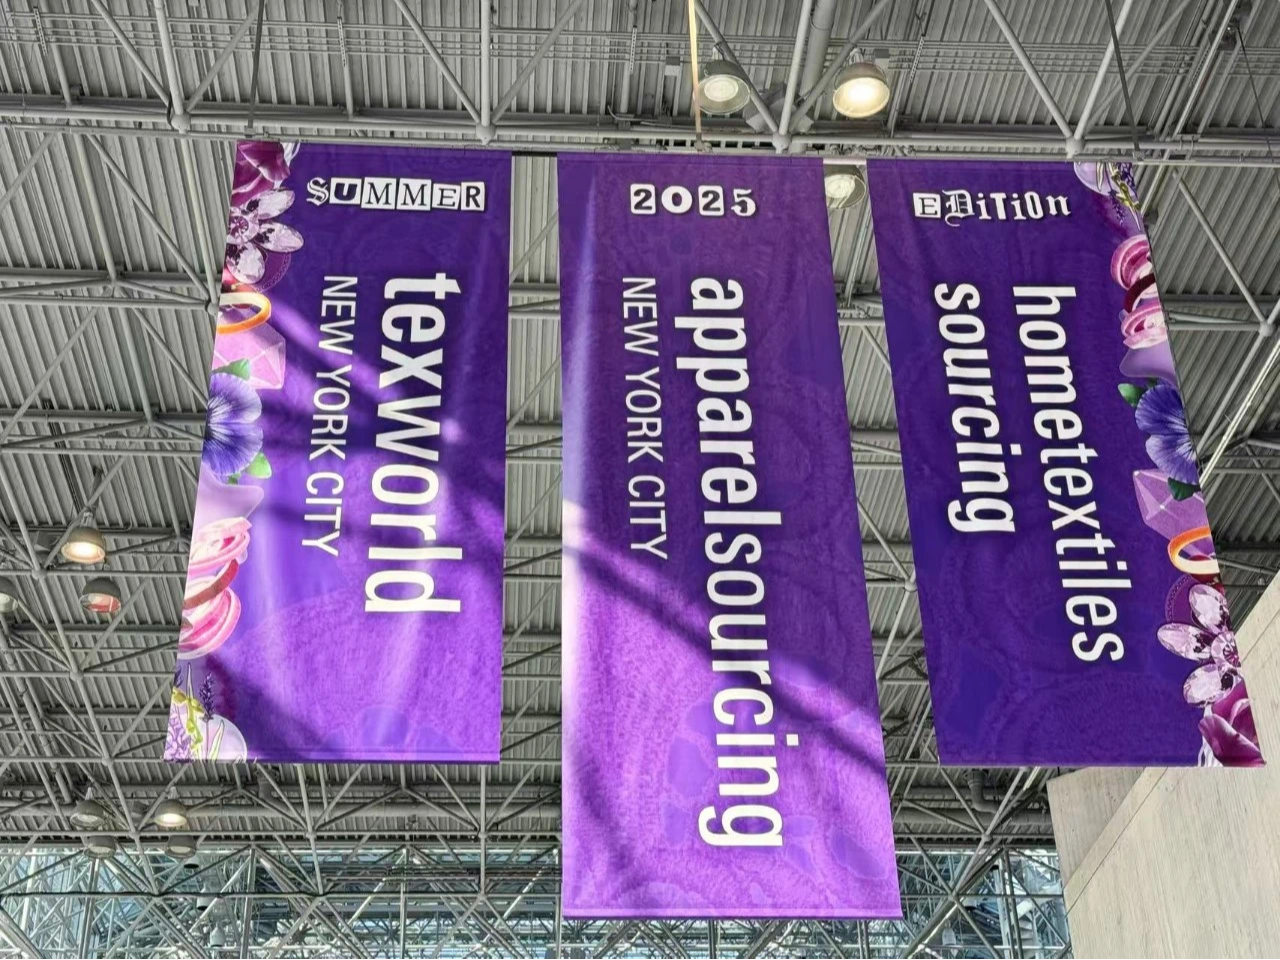 SUMMER
texworld
NEW YORK CITY
2025
apparelsourcing
NEW YORK CITY
EDiTiOn
hometextiles
sourcing